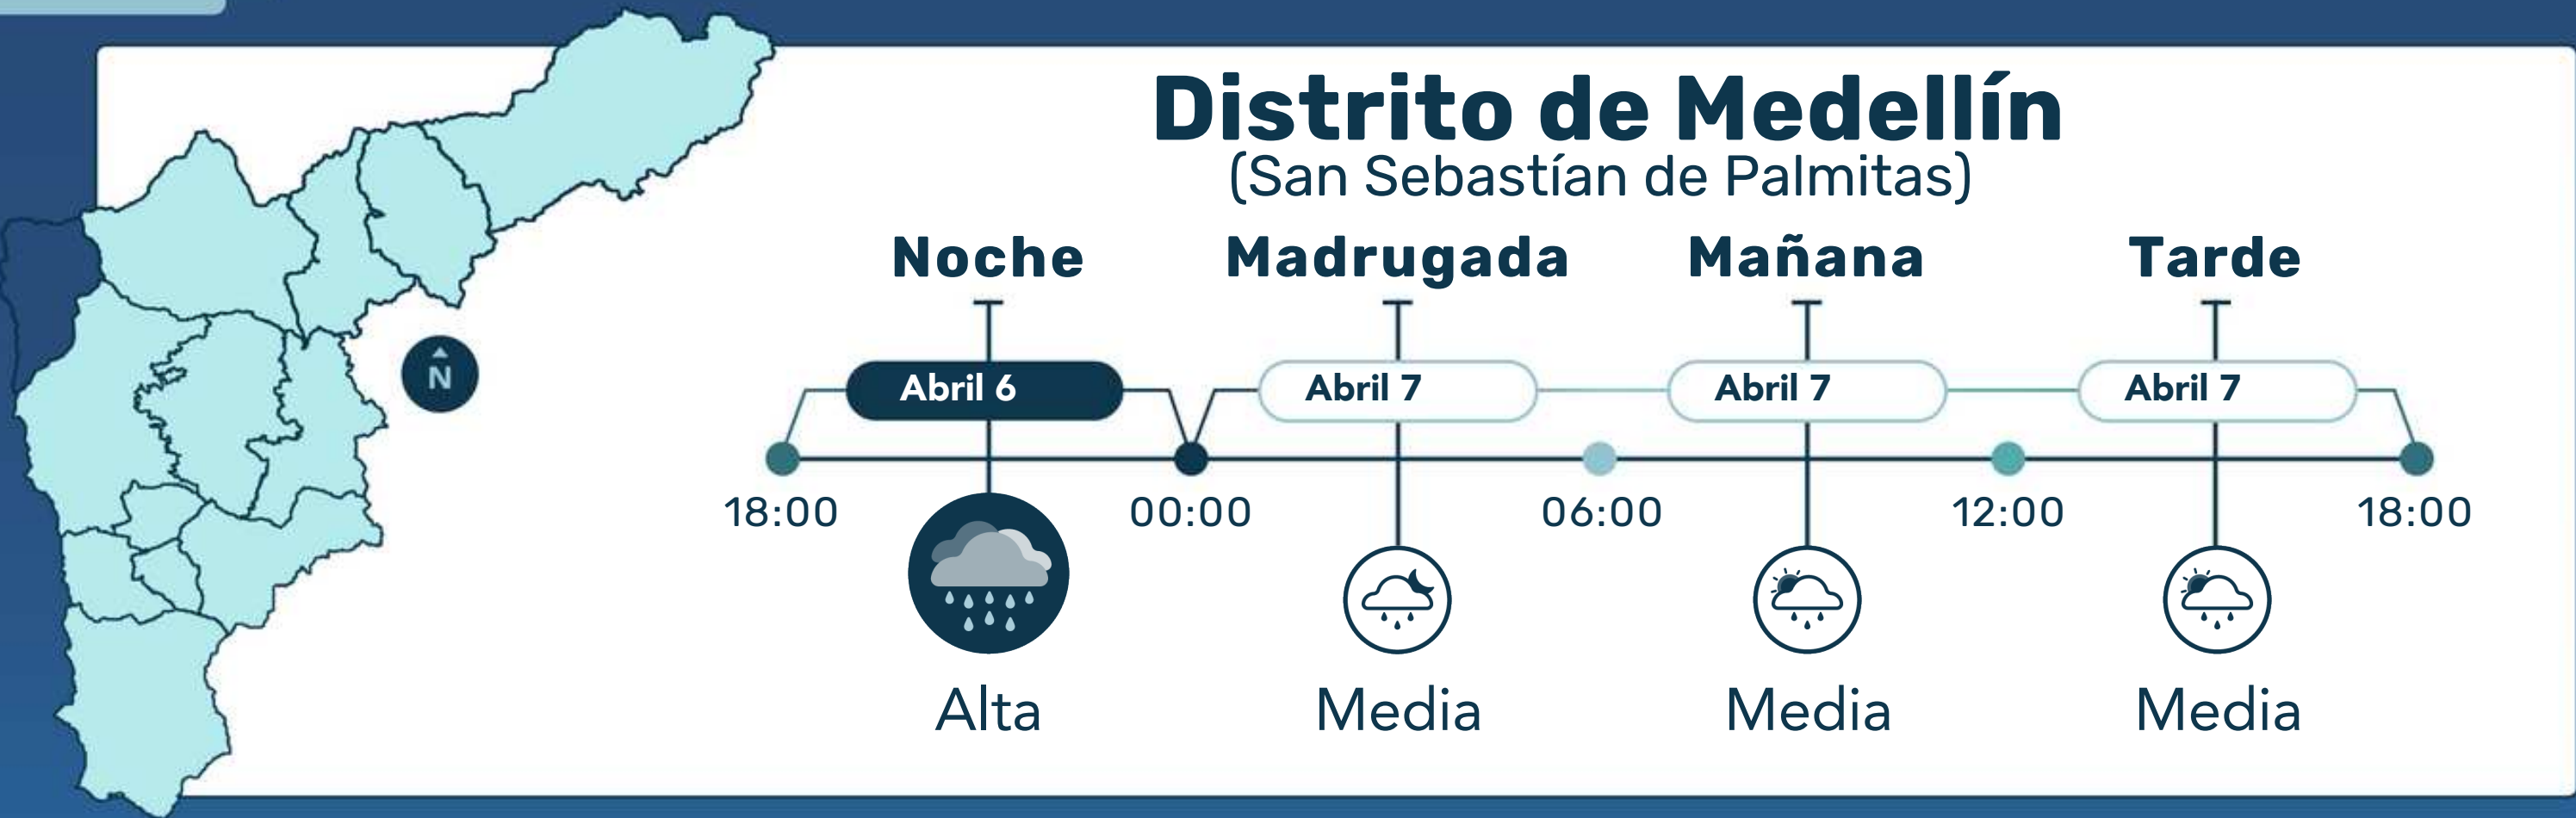 Distrito de Medellín
(San Sebastían de Palmitas)
Noche Madrugada Mañana Tarde
N
Abril 6 Abril 7 Abril 7 Abril 7
18:00 00:00 06:00 12:00 18:00
Alta Media Media Media